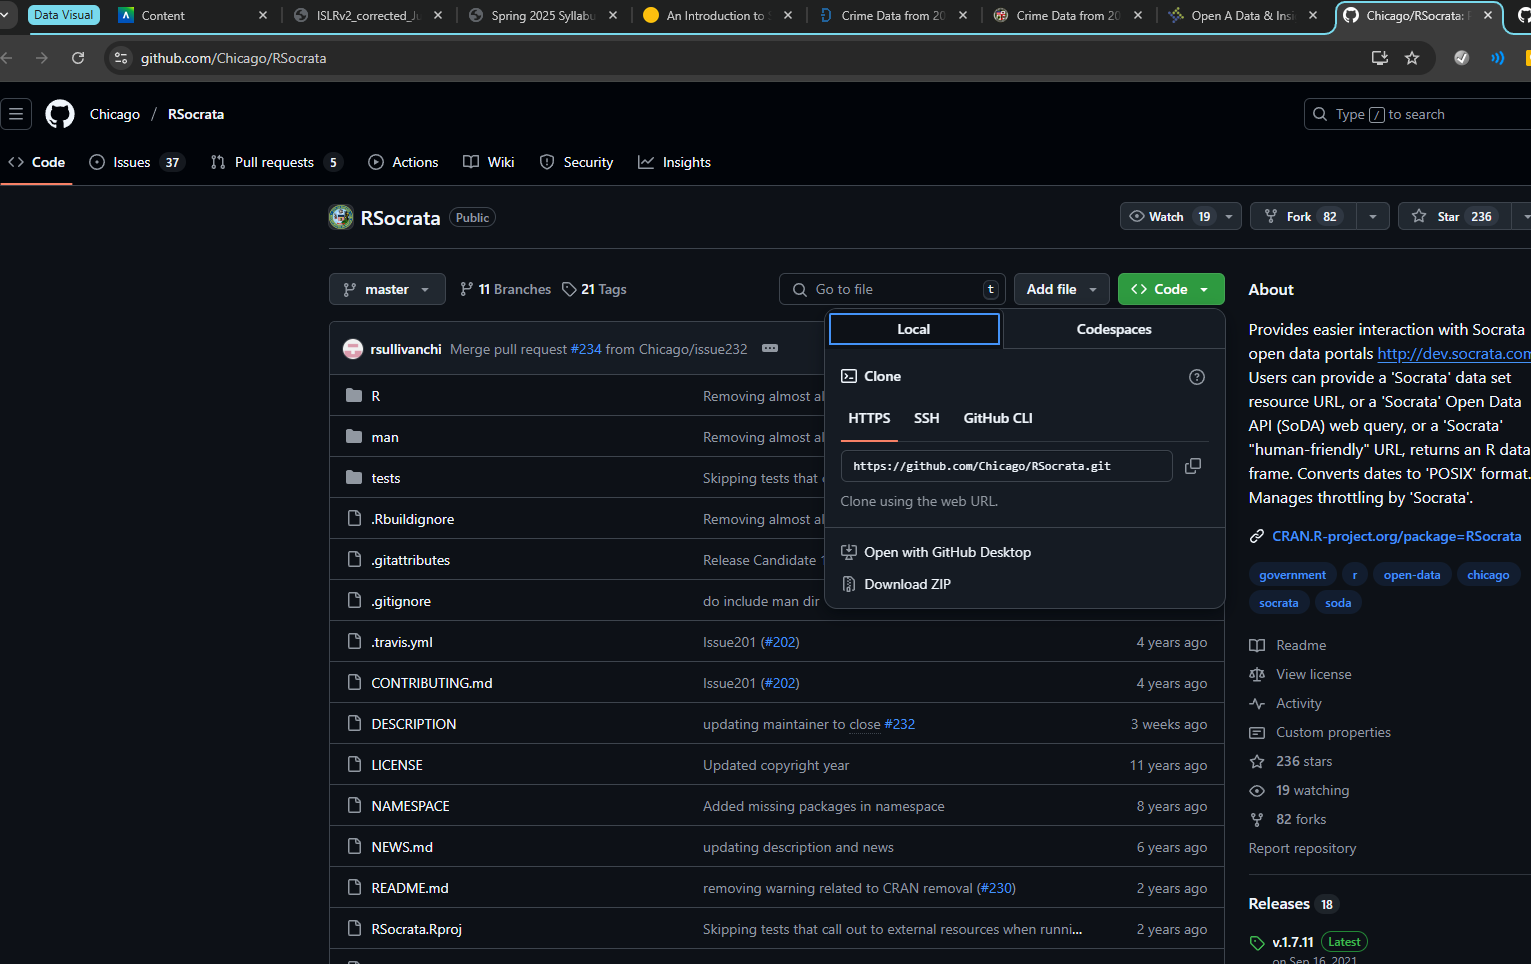 Data Visual
Content
ISLRv2_corrected_Ju
Spring 2025 Syllabu
An Introduction to
Crime Data from 20
Crime Data from 20
Open A Data & Insi
Chicago/RSocrata:
github.com/Chicago/RSocrata
Chicago / RSocrata
Type / to search
Code
Issues 37
Pull requests 5
Actions
Wiki
Security
Insights
RSocrata Public
Watch 19
Fork 82
Star 236
master
11 Branches
21 Tags
Go to file t
Add file
Code
About
Local
Codespaces
rsullivanchi Merge pull request #234 from Chicago/issue232
Clone
HTTPS
SSH
GitHub CLI
https://github.com/Chicago/RSocrata.git
Clone using the web URL.
Open with GitHub Desktop
Download ZIP
R Removing almost al
man Removing almost al
tests Skipping tests that
.Rbuildignore Removing almost al
.gitattributes Release Candidate 1
.gitignore do include man dir
.travis.yml Issue201 (#202) 4 years ago
CONTRIBUTING.md Issue201 (#202) 4 years ago
DESCRIPTION updating maintainer to close #232 3 weeks ago
LICENSE Updated copyright year 11 years ago
NAMESPACE Added missing packages in namespace 8 years ago
NEWS.md updating description and news 6 years ago
README.md removing warning related to CRAN removal (#230) 2 years ago
RSocrata.Rproj Skipping tests that call out to external resources when runni... 2 years ago
Provides easier interaction with Socrata
open data portals http://dev.socrata.com
Users can provide a 'Socrata' data set
resource URL, or a 'Socrata' Open Data
API (SoDA) web query, or a 'Socrata'
"human-friendly" URL, returns an R data
frame. Converts dates to 'POSIX' format.
Manages throttling by 'Socrata'.
CRAN.R-project.org/package=RSocrata
government r open-data chicago
socrata soda
Readme
View license
Activity
Custom properties
236 stars
19 watching
82 forks
Report repository
Releases 18
v.1.7.11 Latest
on Sep 16, 2021